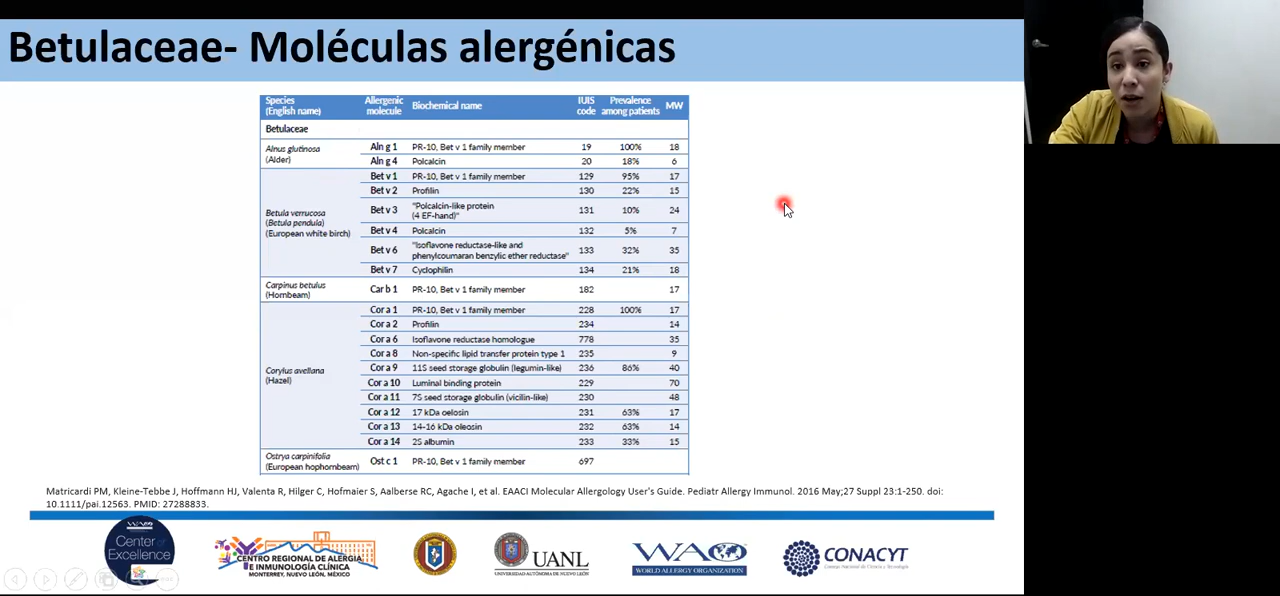 Betulaceae- Moléculas alergénicas
Species (English name) Allergenic molecule Biochemical name IUIS code Prevalence among patients MW
Betulaceae
Alnus glutinosa (Alder)
Aln g 1 PR-10, Bet v 1 family member 19 100% 18
Aln g 4 Polcalcin 20 18% 6
Betula verrucosa (Betula pendula) (European white birch)
Bet v 1 PR-10, Bet v 1 family member 129 95% 17
Bet v 2 Profilin 130 22% 15
Bet v 3 "Polcalcin-like protein (4 EF-hand)" 131 10% 24
Bet v 4 Polcalcin 132 5% 7
Bet v 6 "Isoflavone reductase-like and phenylcoumaran benzylic ether reductase" 133 32% 35
Bet v 7 Cyclophilin 134 21% 18
Carpinus betulus (Hornbeam)
Car b 1 PR-10, Bet v 1 family member 182 17
Corylus avellana (Hazel)
Cor a 1 PR-10, Bet v 1 family member 228 100% 17
Cor a 2 Profilin 234 14
Cor a 6 Isoflavone reductase homologue 778 35
Cor a 8 Non-specific lipid transfer protein type 1 235 9
Cor a 9 11S seed storage globulin (legumin-like) 236 86% 40
Cor a 10 Luminal binding protein 229 70
Cor a 11 7S seed storage globulin (vicilin-like) 230 48
Cor a 12 17 kDa oelosin 231 63% 17
Cor a 13 14-16 kDa oleosin 232 63% 14
Cor a 14 2S albumin 233 33% 15
Ostrya carpinifolia (European hophornbeam)
Ost c 1 PR-10, Bet v 1 family member 697
Matricardi PM, Kleine-Tebbe J, Hoffmann HJ, Valenta R, Hilger C, Hofmaier S, Aalberse RC, Agache I, et al. EAACI Molecular Allergology User's Guide. Pediatr Allergy Immunol. 2016 May;27 Suppl 23:1-250. doi:
10.1111/pai.12563. PMID: 27288833.
Center of
Excellence
CENTRO REGIONAL DE ALERGIA
E INMUNOLOGÍA CLÍNICA
MONTERREY, NUEVO LEÓN, MÉXICO
UANL
UNIVERSIDAD AUTÓNOMA DE NUEVO LEÓN
WAO
WORLD ALLERGY ORGANIZATION
CONACYT
Consejo Nacional de Ciencia y Tecnología